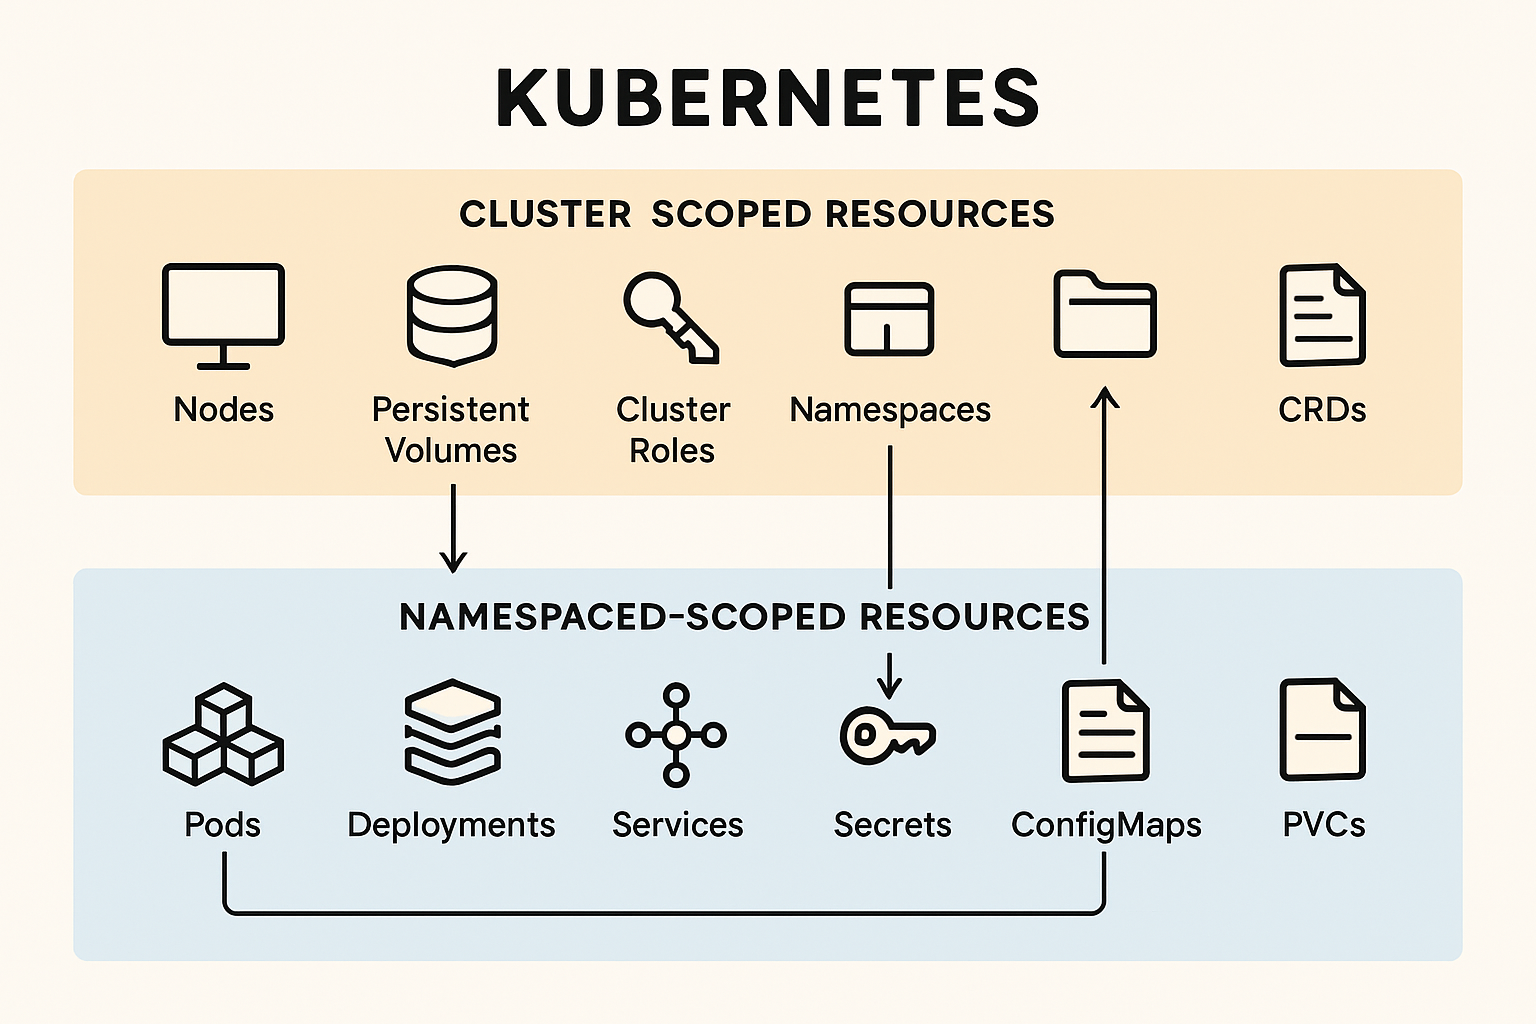 KUBERNETES
CLUSTER SCOPED RESOURCES
Nodes
Persistent
Volumes
Cluster
Roles
Namespaces
CRDs
NAMESPACED-SCOPED RESOURCES
Pods
Deployments
Services
Secrets
ConfigMaps
PVCs